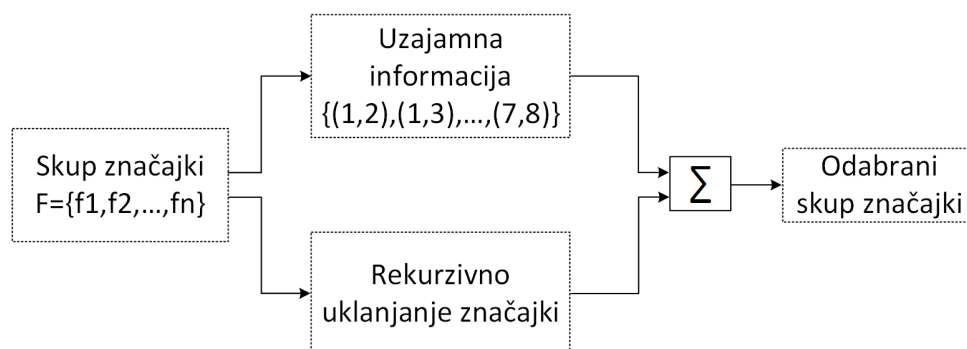 Uzajamna
informacija
{(1,2),(1,3),...,(7,8)}
Skup značajki
F={f1,f2,...,fn}
Σ
Odabrani
skup značajki
Rekurzivno
uklanjanje značajki